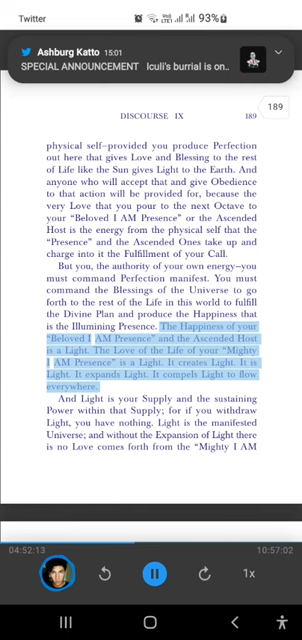 Twitter
93%
Ashburg Katto 15:01
SPECIAL ANNOUNCEMENT Iculi's burrial is on..
189
DISCOURSE IX 189
physical self—provided you produce Perfection
out here that gives Love and Blessing to the rest
of Life like the Sun gives Light to the Earth. And
anyone who will accept that and give Obedience
to that action will be provided for, because the
very Love that you pour to the next Octave to
your "Beloved I AM Presence" or the Ascended
Host is the energy from the physical self that the
"Presence" and the Ascended Ones take up and
charge into it the Fulfillment of your Call.
But you, the authority of your own energy—you
must command Perfection manifest. You must
command the Blessings of the Universe to go
forth to the rest of the Life in this world to fulfill
the Divine Plan and produce the Happiness that
is the Illumining Presence. The Happiness of your
"Beloved I AM Presence" and the Ascended Host
is a Light. The Love of the Life of your "Mighty
I AM Presence" is a Light. It creates Light. It is
Light. It expands Light. It compels Light to flow
everywhere.
And Light is your Supply and the sustaining
Power within that Supply; for if you withdraw
Light, you have nothing. Light is the manifested
Universe; and without the Expansion of Light there
is no Love comes forth from the "Mighty I AM
04:52:13 10:57:02
1x